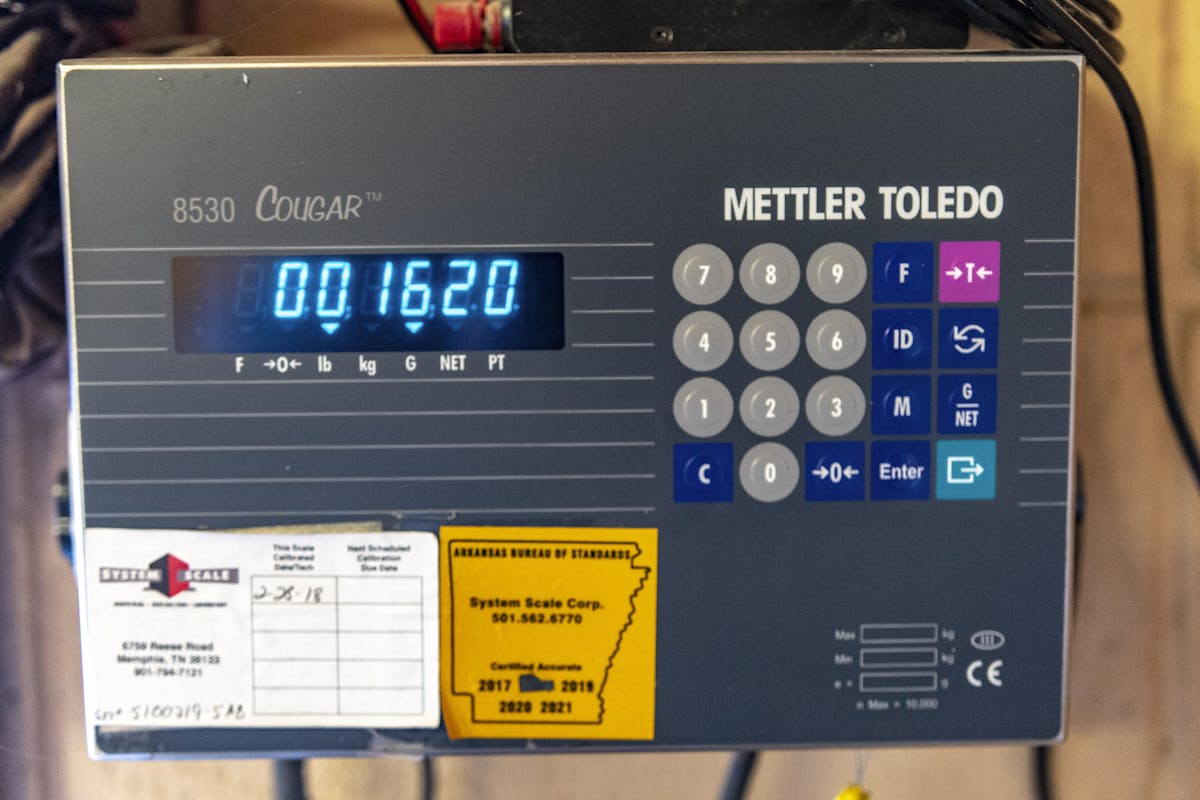 8530 COUGAR™
METTLER TOLEDO
001620
F →0← lb kg G NET PT
7 8 9 F →T←
4 5 6 ID
1 2 3 M G/NET
C 0 →0← Enter
SYSTEM SCALE
6759 Reese Road
Memphis, TN 38133
901-794-7121
This Scale
Calibrated
Date/Tech
Next Scheduled
Calibration
Due Date
2-28-18
ARKANSAS BUREAU OF STANDARDS
System Scale Corp.
501.562.6770
Certified Accurate
2017 2019
2020 2021
Max kg
Min kg
e = g
n Max = 10,000
III
CE